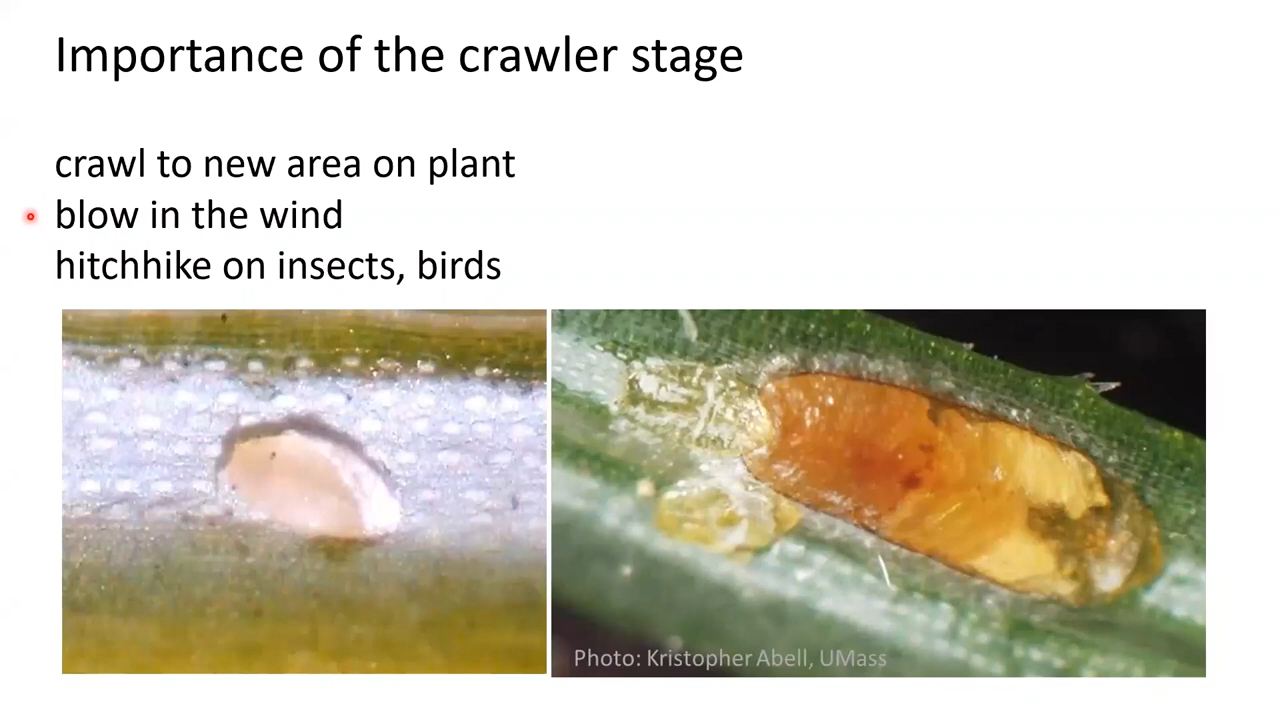 Importance of the crawler stage
crawl to new area on plant
blow in the wind
hitchhike on insects, birds
Photo: Kristopher Abell, UMass